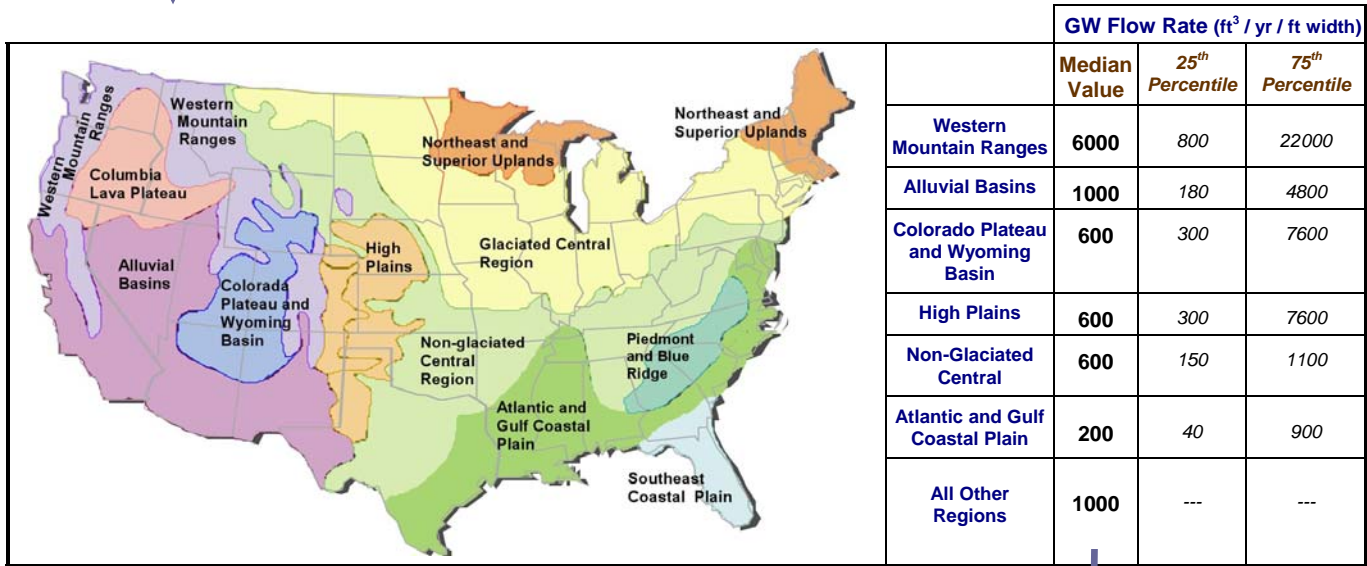 GW Flow Rate (ft3 / yr / ft width)
Median Value
25th Percentile
75th Percentile
Western Mountain Ranges
6000
800
22000
Alluvial Basins
1000
180
4800
Colorado Plateau and Wyoming Basin
600
300
7600
High Plains
600
300
7600
Non-Glaciated Central
600
150
1100
Atlantic and Gulf Coastal Plain
200
40
900
All Other Regions
1000
---
---
Western Mountain Ranges
Western
Mountain
Ranges
Columbia
Lava Plateau
Alluvial
Basins
Colorada
Plateau and
Wyoming
Basin
High
Plains
Northeast and
Superior Uplands
Northeast and
Superior Uplands
Glaciated Central
Region
Non-glaciated
Central
Region
Piedmont
and Blue
Ridge
Atlantic and
Gulf Coastal
Plain
Southeast
Coastal Plain